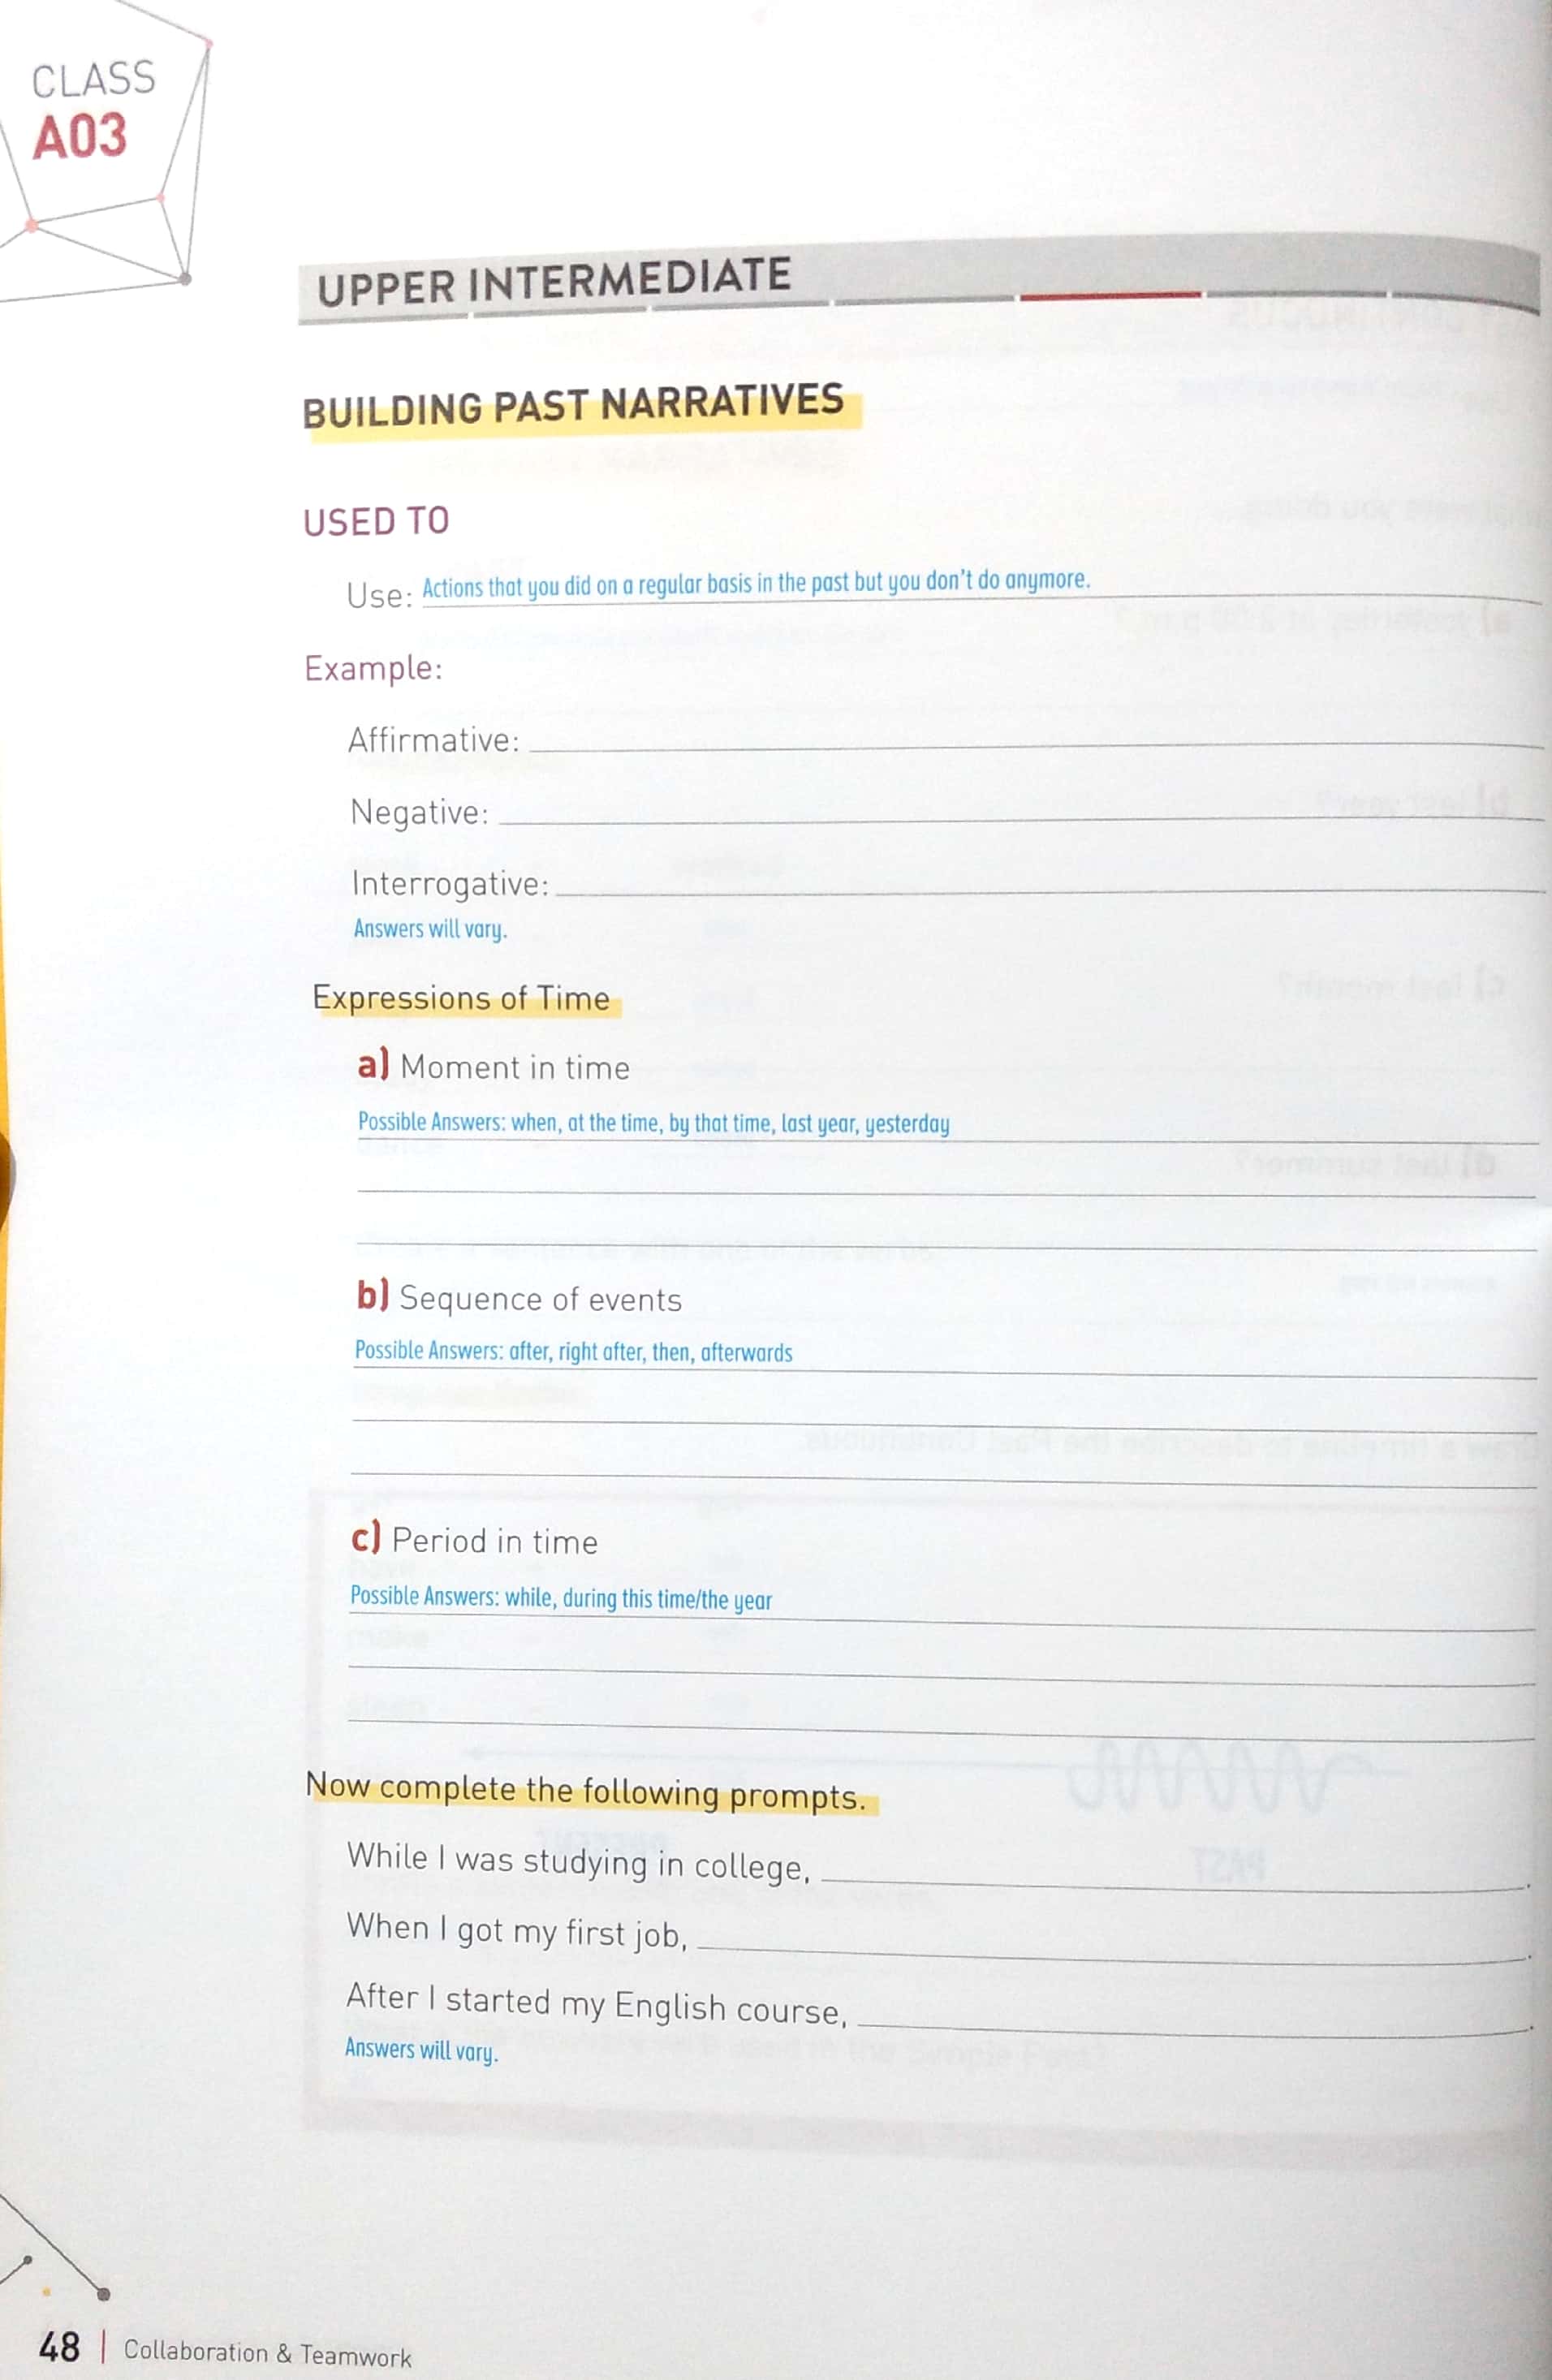 CLASS
A03
UPPER INTERMEDIATE
BUILDING PAST NARRATIVES
USED TO
Use: Actions that you did on a regular basis in the past but you don't do anymore.
Example:
Affirmative:
Negative:
Interrogative:
Answers will vary.
Expressions of Time
a) Moment in time
Possible Answers: when, at the time, by that time, last year, yesterday
b) Sequence of events
Possible Answers: after, right after, then, afterwards
c) Period in time
Possible Answers: while, during this time/the year
Now complete the following prompts.
While I was studying in college, .
When I got my first job, .
After I started my English course, .
Answers will vary.
48 | Collaboration & Teamwork